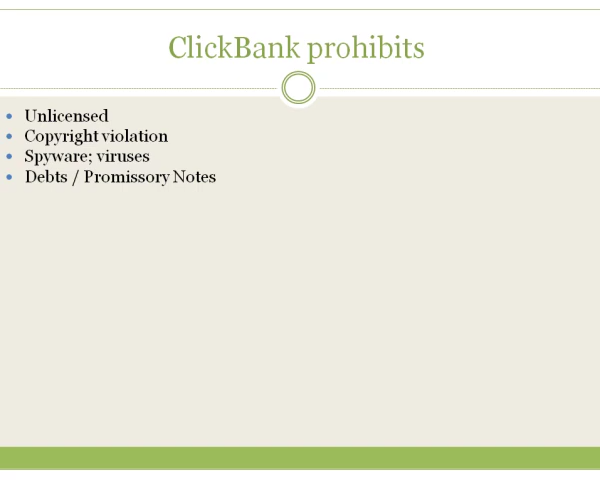 ClickBank prohibits
Unlicensed
Copyright violation
Spyware; viruses
Debts / Promissory Notes